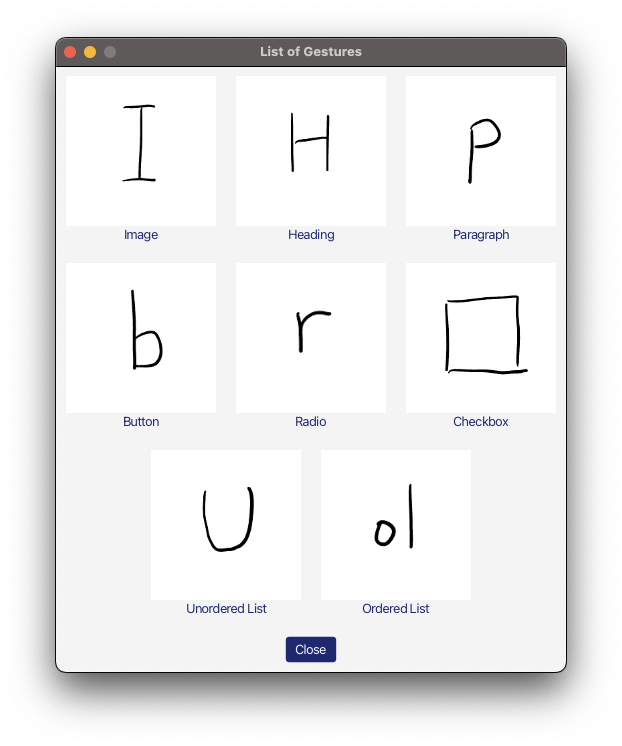 List of Gestures
I
H
P
Image
Heading
Paragraph
b
r
Button
Radio
Checkbox
U
ol
Unordered List
Ordered List
Close